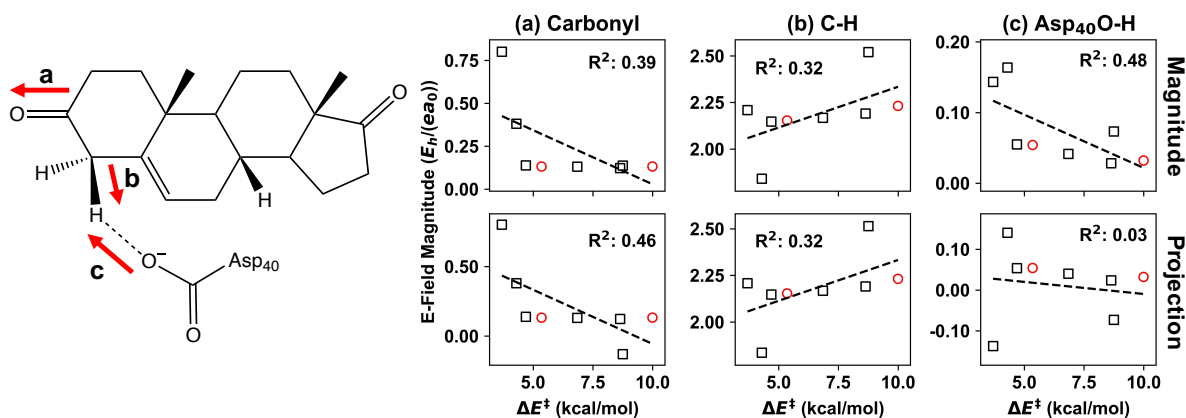 a
O
O
H
b
H
c
O⁻
Asp₄₀
O
H
(a) Carbonyl
(b) C-H
(c) Asp₄₀O-H
E-Field Magnitude (E_h/(ea₀))
0.75
0.50
0.25
0.00
R²: 0.39
2.50
2.25
2.00
R²: 0.32
0.20
0.10
0.00
R²: 0.48
Magnitude
0.50
0.00
R²: 0.46
2.50
2.25
2.00
R²: 0.32
0.10
0.00
-0.10
R²: 0.03
Projection
5.0 7.5 10.0
5.0 7.5 10.0
5.0 7.5 10.0
ΔE‡ (kcal/mol)
ΔE‡ (kcal/mol)
ΔE‡ (kcal/mol)